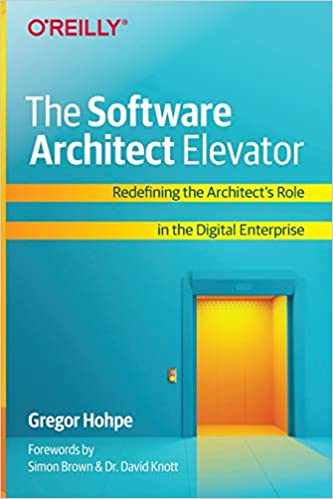 O'REILLY®
The Software
Architect Elevator
Redefining the Architect's Role
in the Digital Enterprise
Gregor Hohpe
Forewords by
Simon Brown & Dr. David Knott